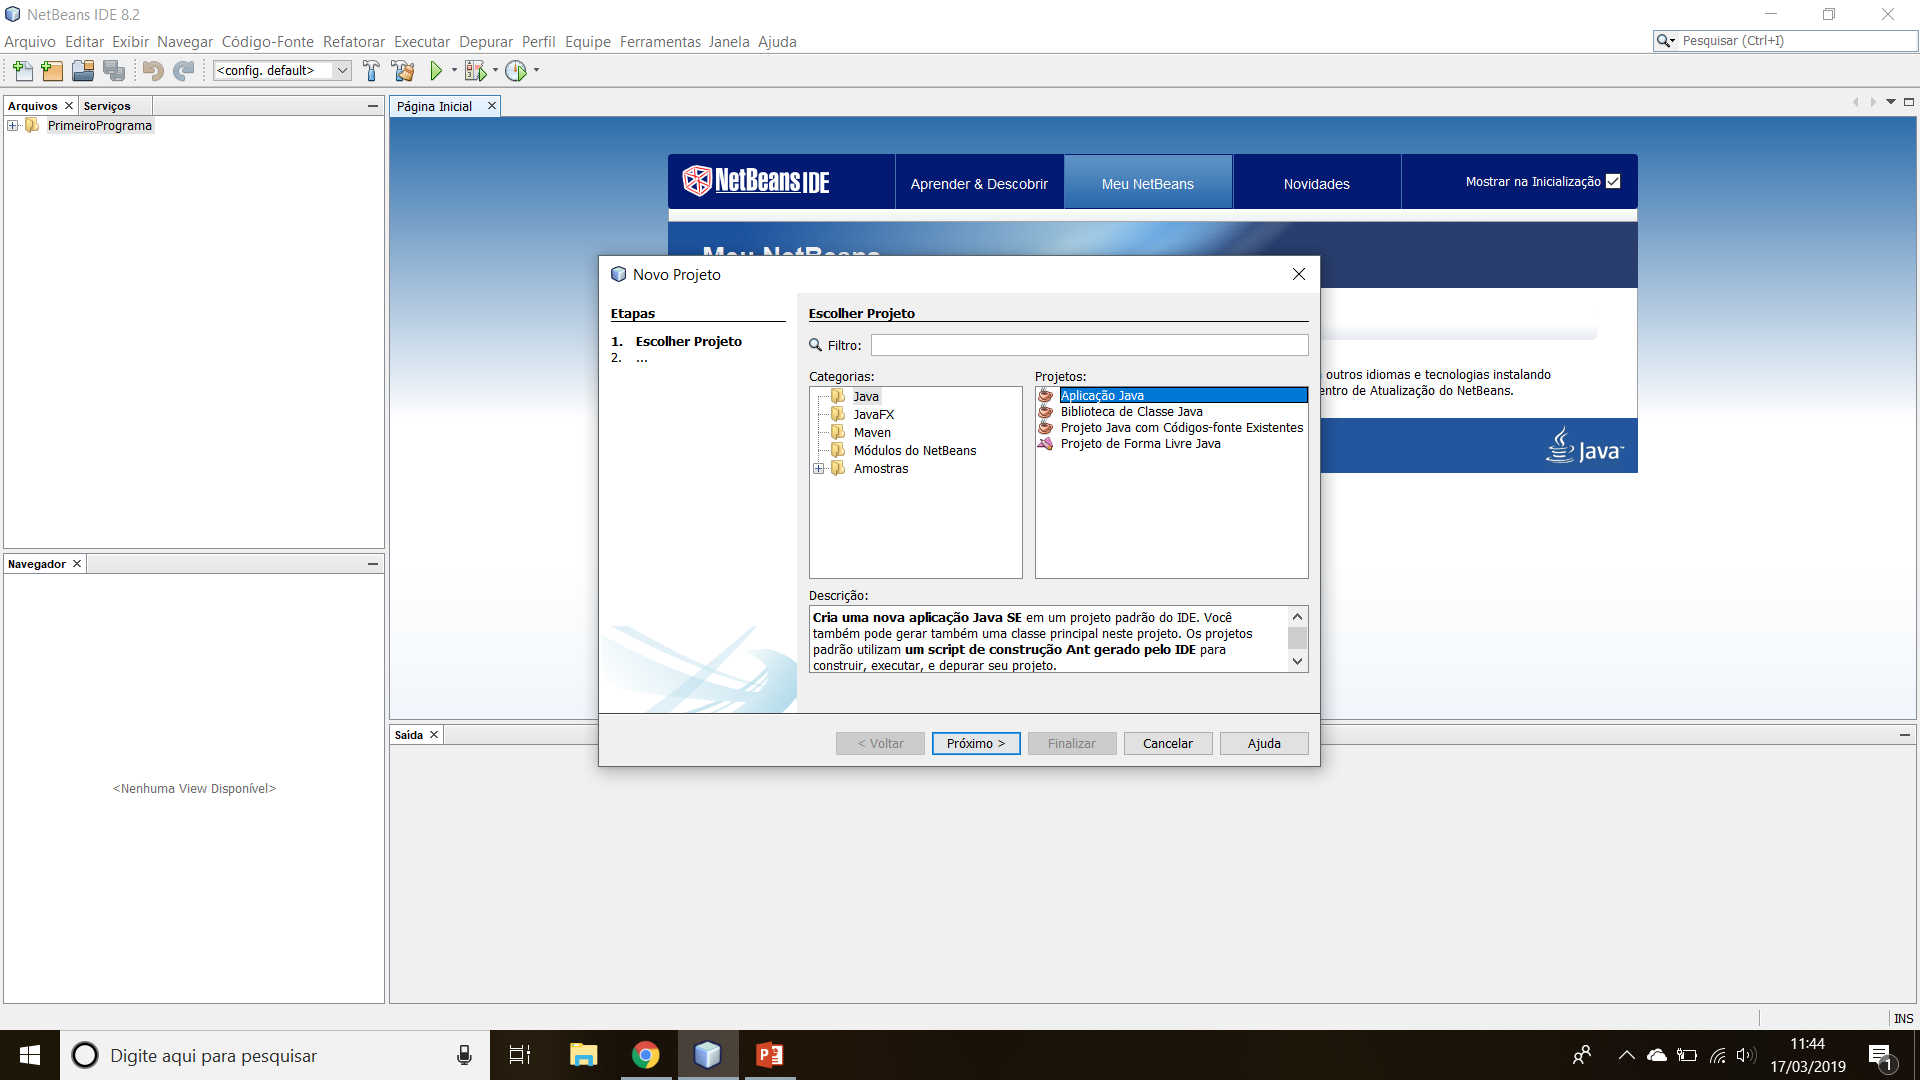 NetBeans IDE 8.2
Arquivo Editar Exibir Navegar Código-Fonte Refatorar Executar Depurar Perfil Equipe Ferramentas Janela Ajuda
Pesquisar (Ctrl+I)
<config. default>
Arquivos Serviços
PrimeiroPrograma
Página Inicial
NetBeans IDE
Aprender & Descobrir
Meu NetBeans
Novidades
Mostrar na Inicialização
Meu NetBeans
Novo Projeto
Etapas
1. Escolher Projeto
2. ...
Escolher Projeto
Filtro:
Categorias:
Java
JavaFX
Maven
Módulos do NetBeans
Amostras
Projetos:
Aplicação Java
Biblioteca de Classe Java
Projeto Java com Códigos-fonte Existentes
Projeto de Forma Livre Java
Descrição:
Cria uma nova aplicação Java SE em um projeto padrão do IDE. Você
também pode gerar também uma classe principal neste projeto. Os projetos
padrão utilizam um script de construção Ant gerado pelo IDE para
construir, executar, e depurar seu projeto.
< Voltar
Próximo >
Finalizar
Cancelar
Ajuda
outros idiomas e tecnologias instalando
entro de Atualização do NetBeans.
Java™
Navegador
<Nenhuma View Disponível>
Saída
INS
Digite aqui para pesquisar
11:44
17/03/2019
1